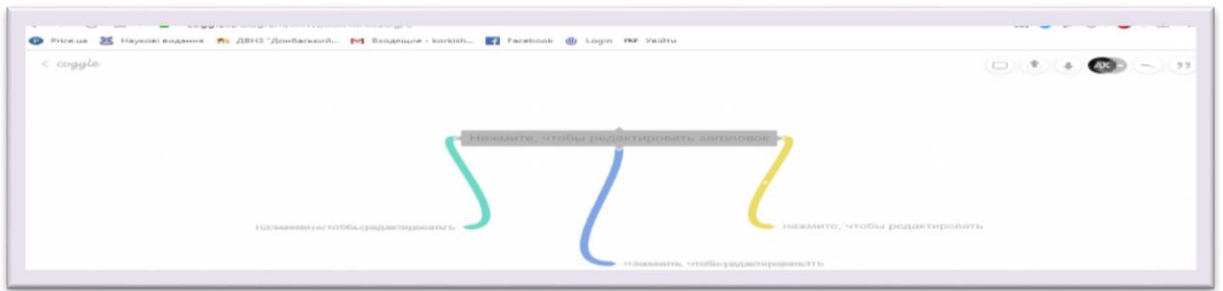 Price.ua Наукові видання ДВНЗ "Донбаський... Входящие - korkish... Facebook Login Увійти
< coggle
Нажмите, чтобы редактировать заголовок
нажмите, чтобы редактировать
нажмите, чтобы редактировать
нажмите, чтобы редактировать